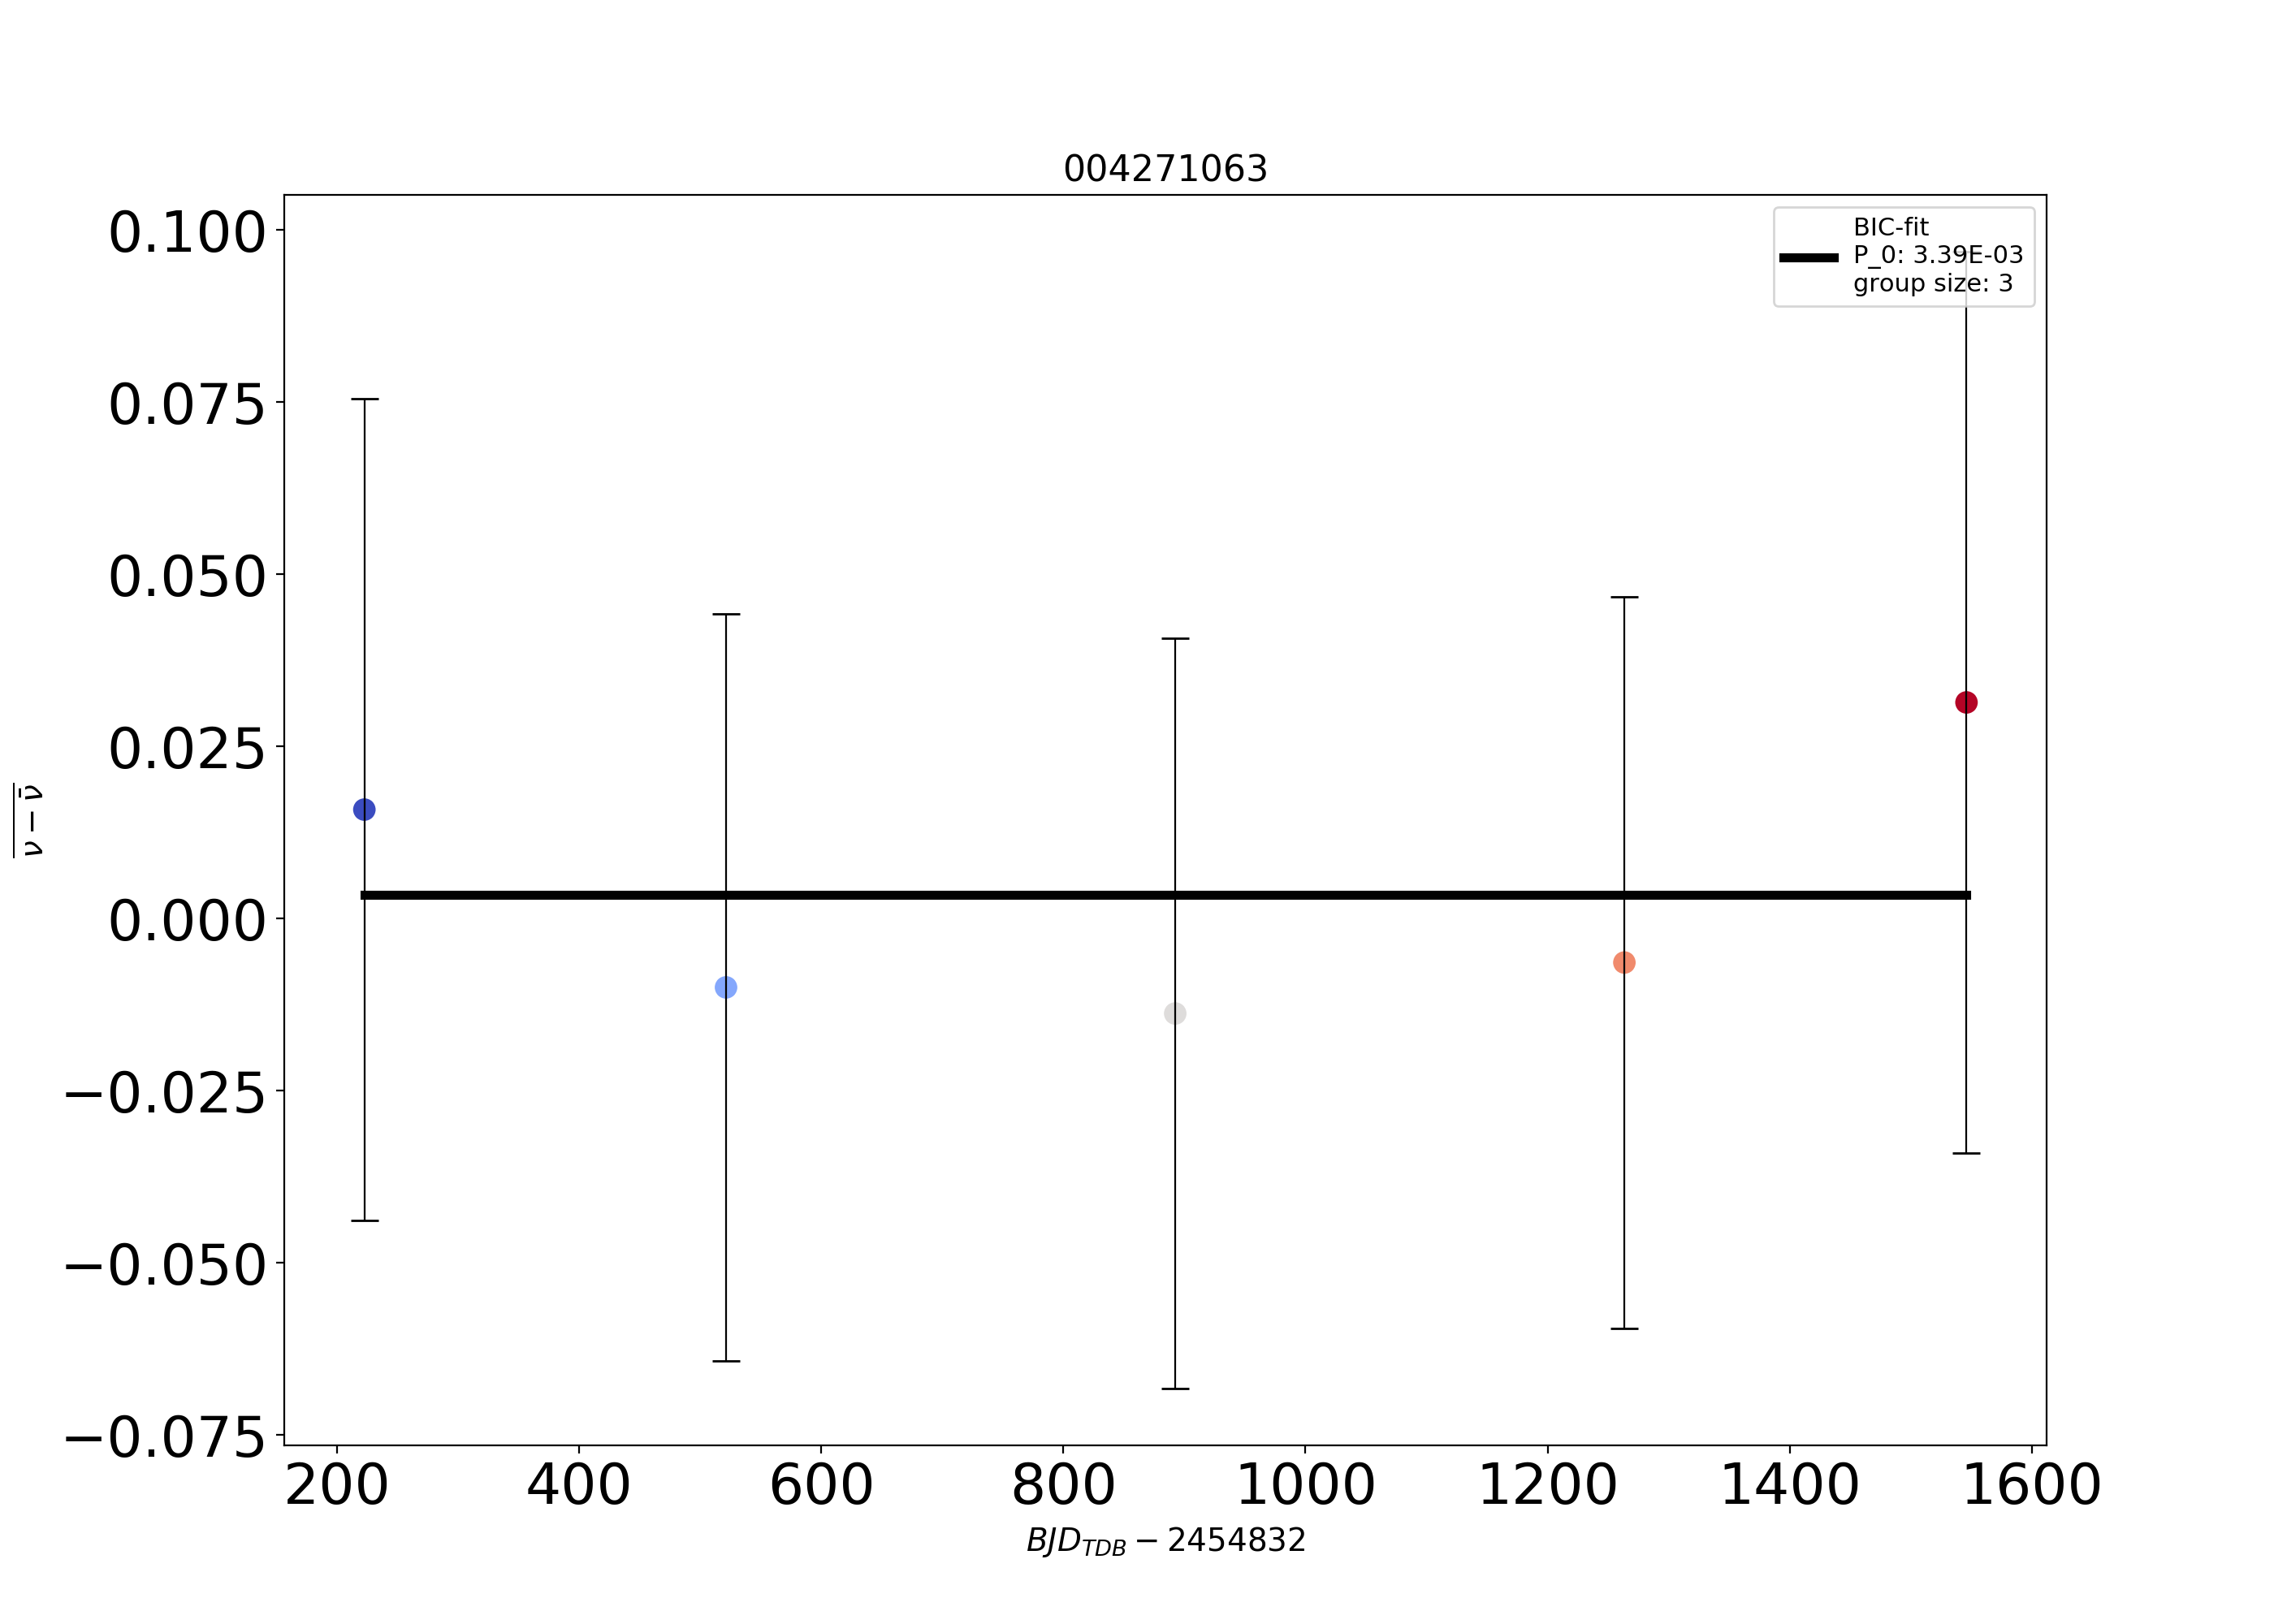 004271063
BIC-fit
P_0: 3.39E-03
group size: 3
0.100
0.075
0.050
0.025
0.000
−0.025
−0.050
−0.075
ν − ν̄
200 400 600 800 1000 1200 1400 1600
BJD_TDB − 2454832